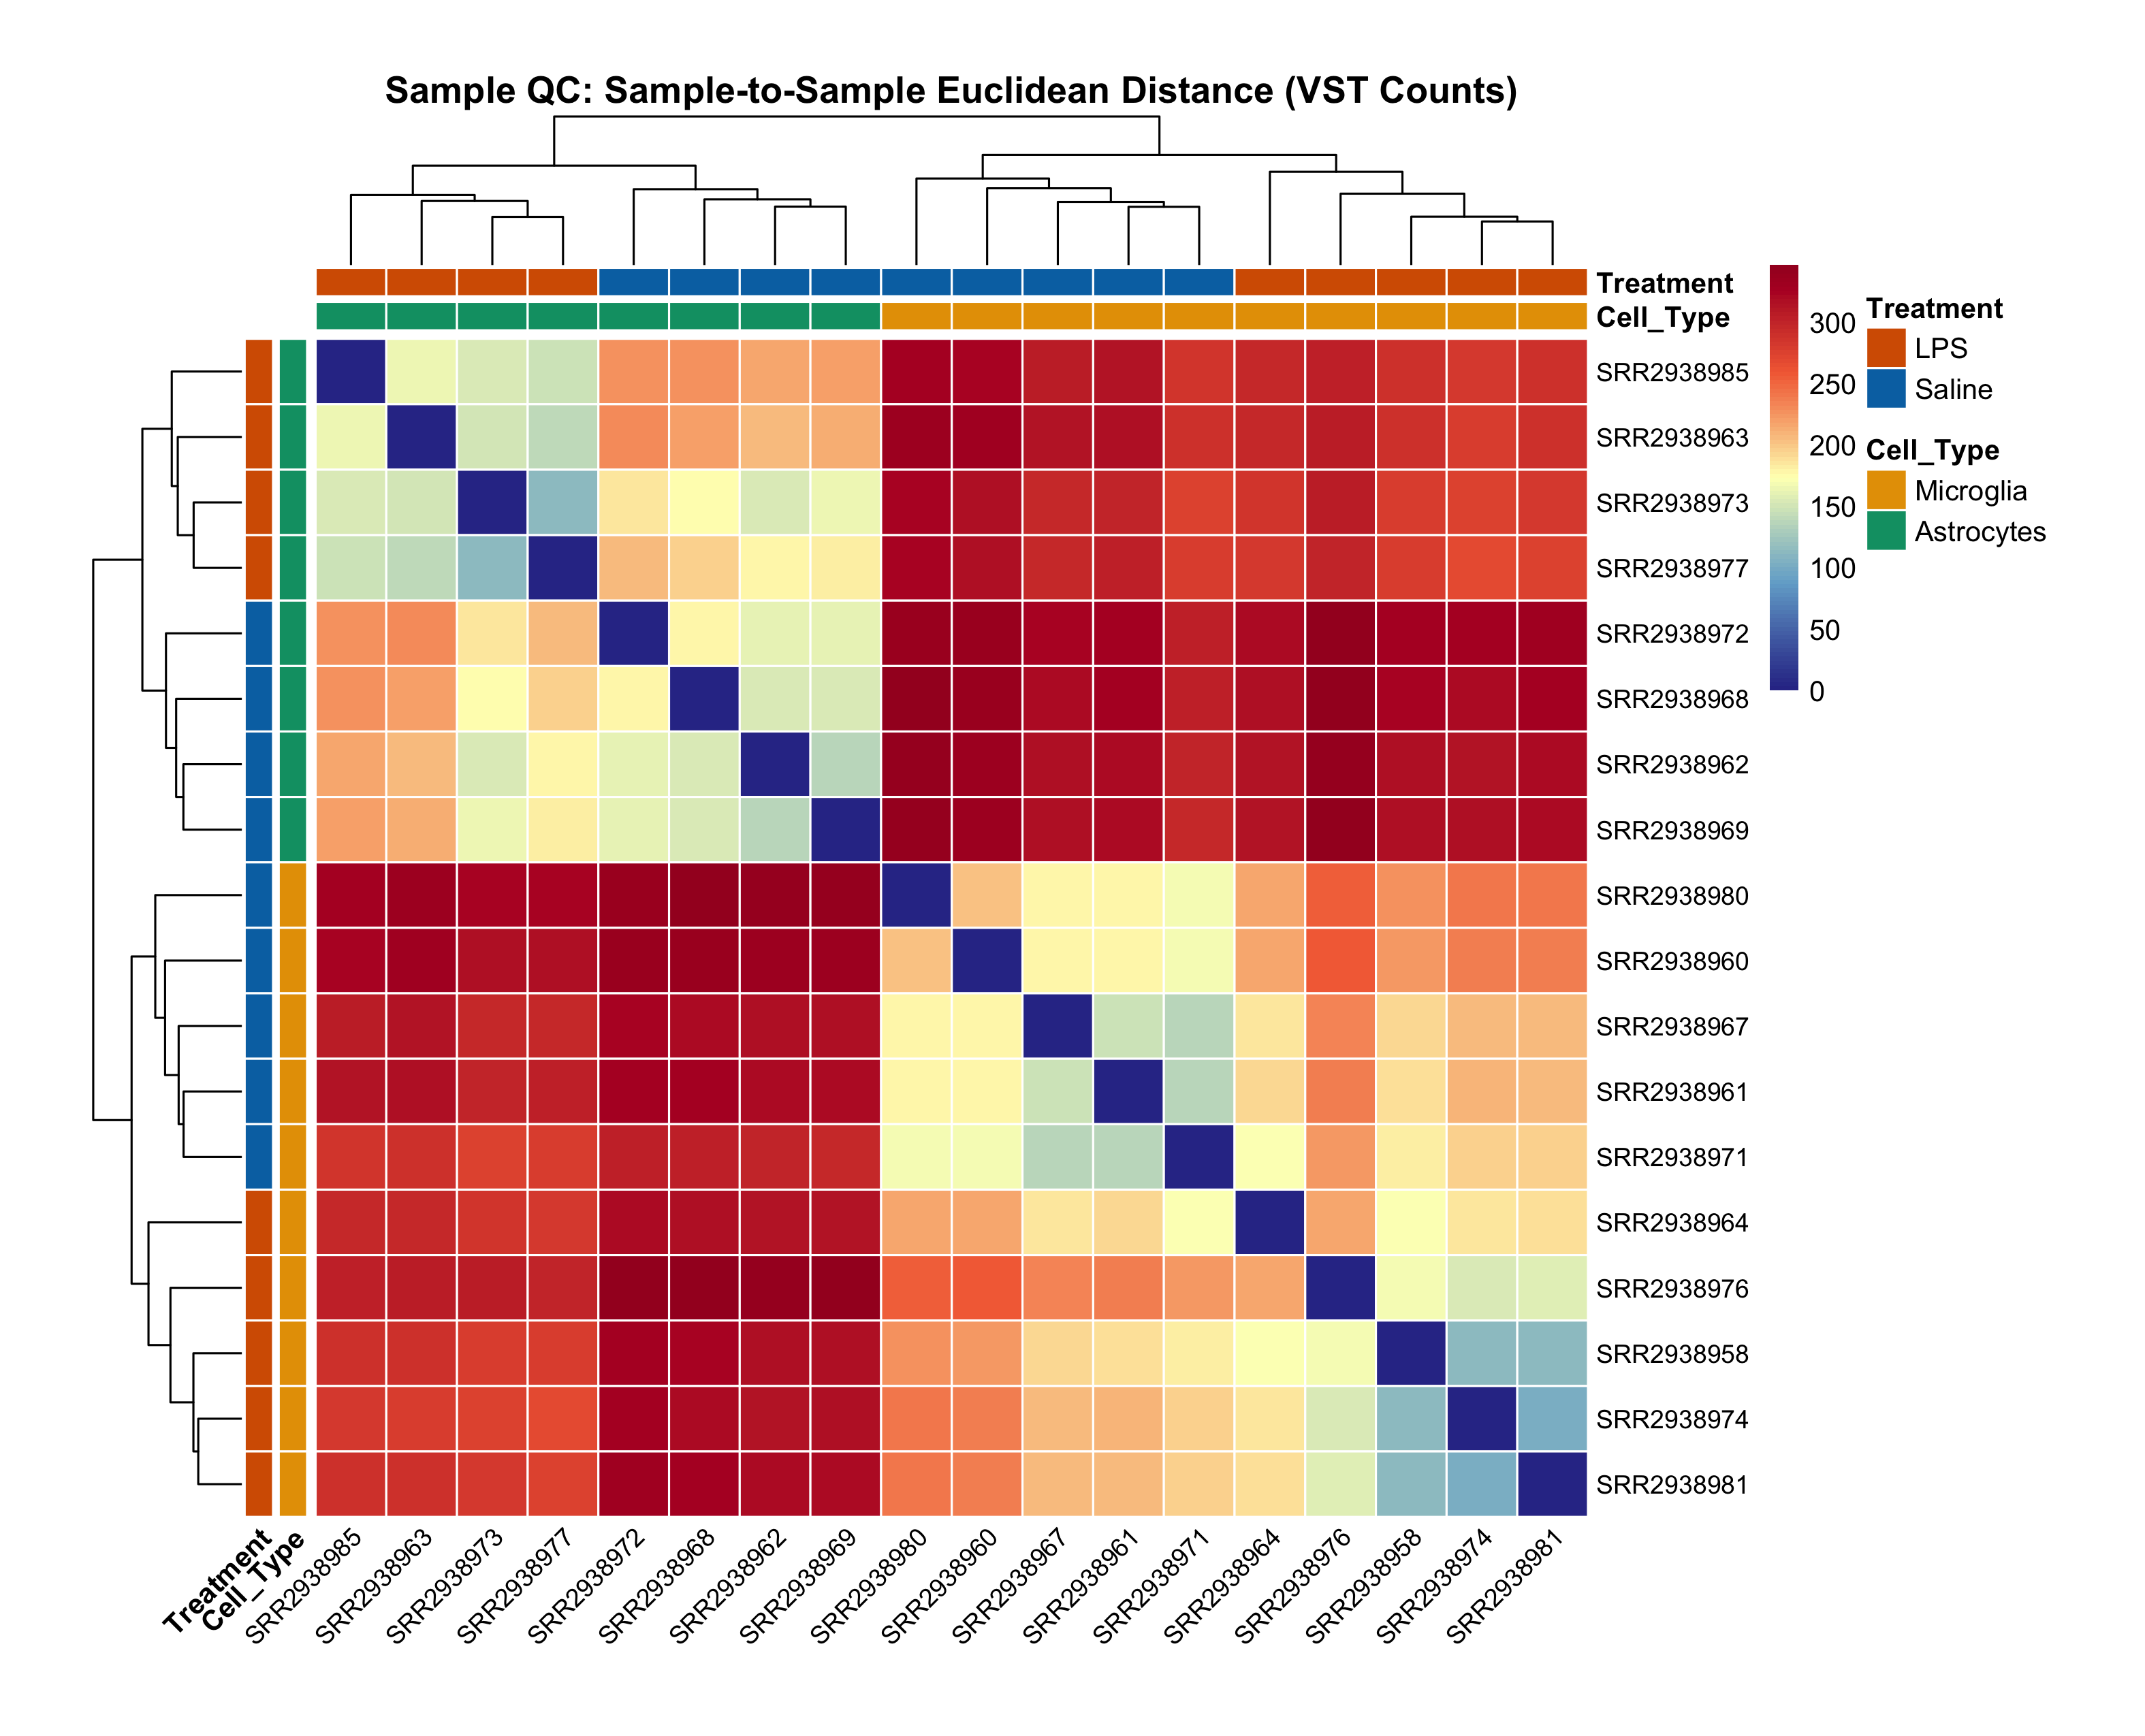 Sample QC: Sample-to-Sample Euclidean Distance (VST Counts)
Treatment
Cell_Type
SRR2938985
SRR2938963
SRR2938973
SRR2938977
SRR2938972
SRR2938968
SRR2938962
SRR2938969
SRR2938980
SRR2938960
SRR2938967
SRR2938961
SRR2938971
SRR2938964
SRR2938976
SRR2938958
SRR2938974
SRR2938981
300
250
200
150
100
50
0
Treatment
LPS
Saline
Cell_Type
Microglia
Astrocytes
Treatment
Cell_Type
SRR2938985
SRR2938963
SRR2938973
SRR2938977
SRR2938972
SRR2938968
SRR2938962
SRR2938969
SRR2938980
SRR2938960
SRR2938967
SRR2938961
SRR2938971
SRR2938964
SRR2938976
SRR2938958
SRR2938974
SRR2938981